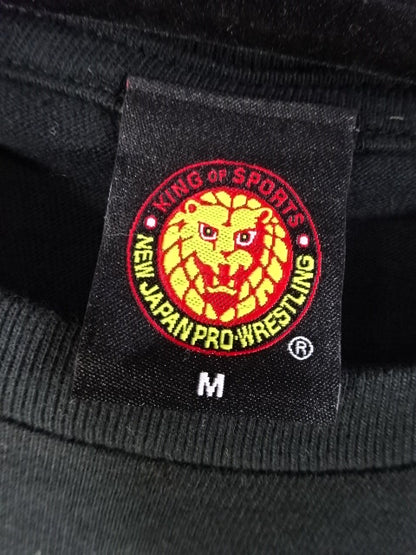 KING OF SPORTS
NEW JAPAN PRO-WRESTLING
®
M